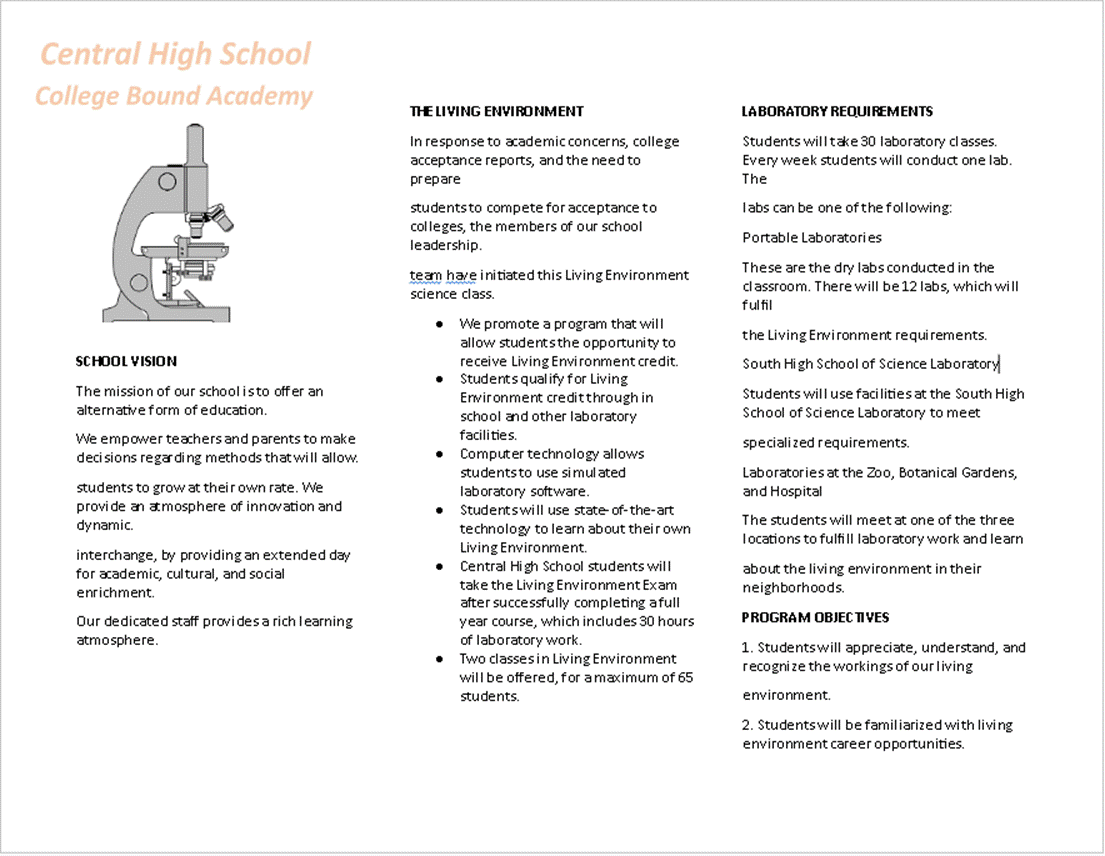 Central High School
College Bound Academy
SCHOOL VISION
The mission of our school is to offer an
alternative form of education.
We empower teachers and parents to make
decisions regarding methods that will allow.
students to grow at their own rate. We
provide an atmosphere of innovation and
dynamic.
interchange, by providing an extended day
for academic, cultural, and social
enrichment.
Our dedicated staff provides a rich learning
atmosphere.
THE LIVING ENVIRONMENT
In response to academic concerns, college
acceptance reports, and the need to
prepare
students to compete for acceptance to
colleges, the members of our school
leadership.
team have initiated this Living Environment
science class.
● We promote a program that will
allow students the opportunity to
receive Living Environment credit.
● Students qualify for Living
Environment credit through in
school and other laboratory
facilities.
● Computer technology allows
students to use simulated
laboratory software.
● Students will use state-of-the-art
technology to learn about their own
Living Environment.
● Central High School students will
take the Living Environment Exam
after successfully completing a full
year course, which includes 30 hours
of laboratory work.
● Two classes in Living Environment
will be offered, for a maximum of 65
students.
LABORATORY REQUIREMENTS
Students will take 30 laboratory classes.
Every week students will conduct one lab.
The
labs can be one of the following:
Portable Laboratories
These are the dry labs conducted in the
classroom. There will be 12 labs, which will
fulfil
the Living Environment requirements.
South High School of Science Laboratory
Students will use facilities at the South High
School of Science Laboratory to meet
specialized requirements.
Laboratories at the Zoo, Botanical Gardens,
and Hospital
The students will meet at one of the three
locations to fulfill laboratory work and learn
about the living environment in their
neighborhoods.
PROGRAM OBJECTIVES
1. Students will appreciate, understand, and
recognize the workings of our living
environment.
2. Students will be familiarized with living
environment career opportunities.